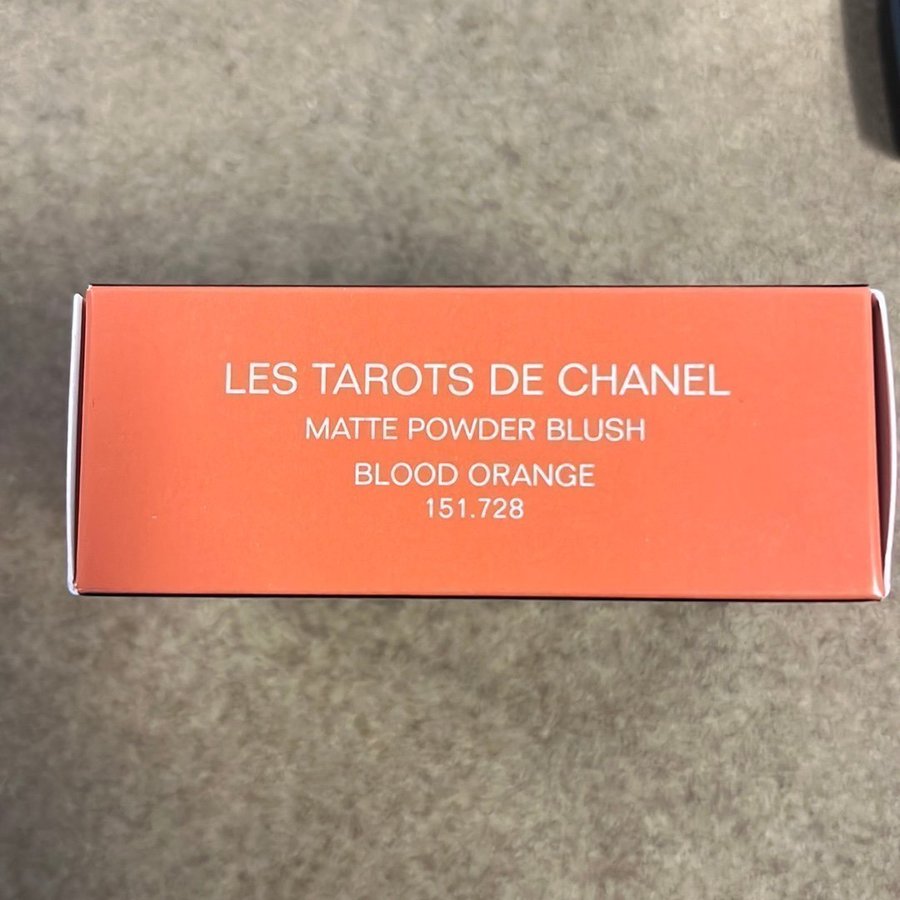 LES TAROTS DE CHANEL
MATTE POWDER BLUSH
BLOOD ORANGE
151.728